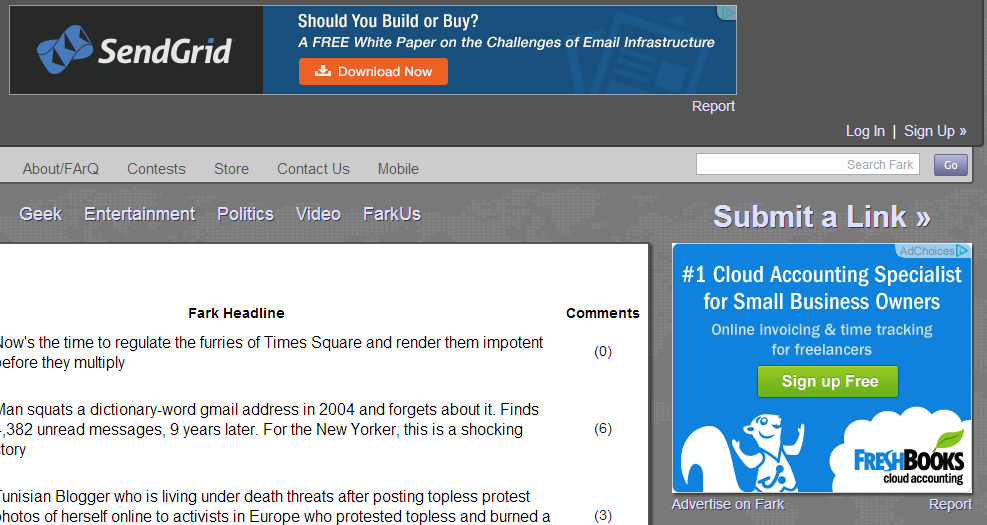 SendGrid
Should You Build or Buy?
A FREE White Paper on the Challenges of Email Infrastructure
Download Now
Report
Log In | Sign Up »
About/FArQ Contests Store Contact Us Mobile
Search Fark Go
Geek Entertainment Politics Video FarkUs
Submit a Link »
AdChoices
#1 Cloud Accounting Specialist
for Small Business Owners
Online invoicing & time tracking
for freelancers
Sign up Free
FRESHBOOKS
cloud accounting
Advertise on Fark Report
Fark Headline Comments
Now's the time to regulate the furries of Times Square and render them impotent
before they multiply
(0)
Man squats a dictionary-word gmail address in 2004 and forgets about it. Finds
,382 unread messages, 9 years later. For the New Yorker, this is a shocking
story
(6)
Tunisian Blogger who is living under death threats after posting topless protest
photos of herself online to activists in Europe who protested topless and burned a
(3)